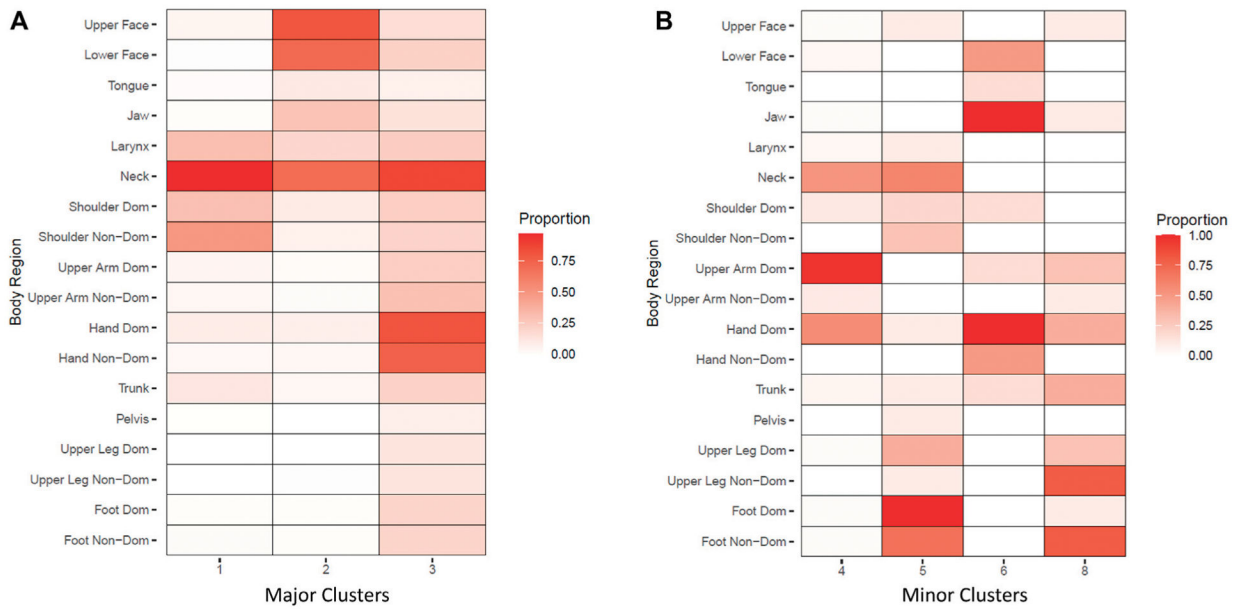 A
Upper Face
Lower Face
Tongue
Jaw
Larynx
Neck
Shoulder Dom
Shoulder Non-Dom
Upper Arm Dom
Upper Arm Non-Dom
Hand Dom
Hand Non-Dom
Trunk
Pelvis
Upper Leg Dom
Upper Leg Non-Dom
Foot Dom
Foot Non-Dom
Body Region
1 2 3
Major Clusters
Proportion
0.75
0.50
0.25
0.00
B
Upper Face
Lower Face
Tongue
Jaw
Larynx
Neck
Shoulder Dom
Shoulder Non-Dom
Upper Arm Dom
Upper Arm Non-Dom
Hand Dom
Hand Non-Dom
Trunk
Pelvis
Upper Leg Dom
Upper Leg Non-Dom
Foot Dom
Foot Non-Dom
Body Region
4 5 6 8
Minor Clusters
Proportion
1.00
0.75
0.50
0.25
0.00